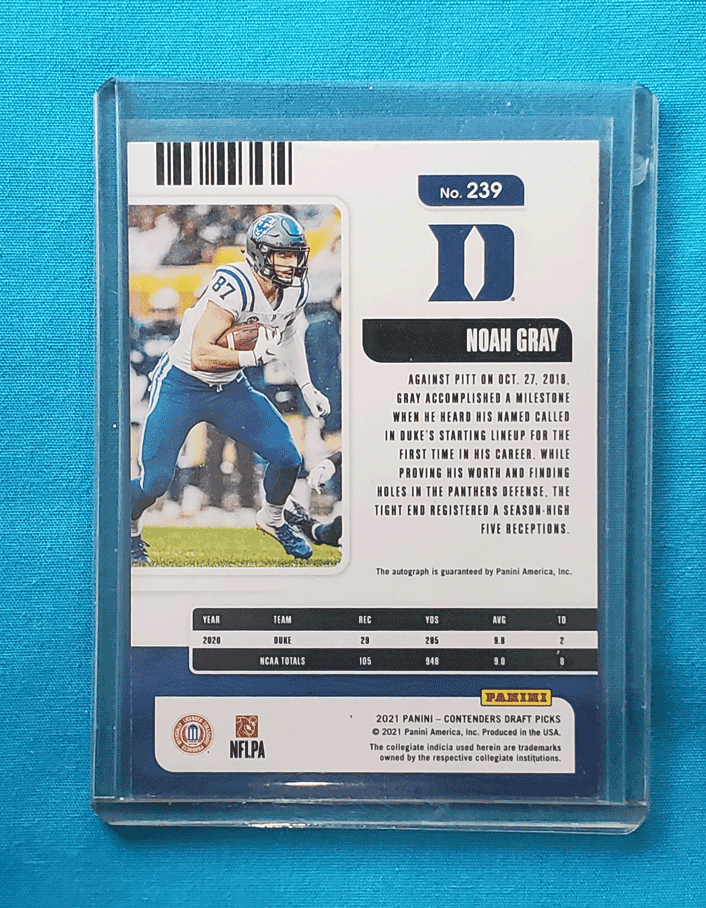 No. 239
D
87
NOAH GRAY
AGAINST PITT ON OCT. 27, 2018,
GRAY ACCOMPLISHED A MILESTONE
WHEN HE HEARD HIS NAMED CALLED
IN DUKE'S STARTING LINEUP FOR THE
FIRST TIME IN HIS CAREER. WHILE
PROVING HIS WORTH AND FINDING
HOLES IN THE PANTHERS DEFENSE, THE
TIGHT END REGISTERED A SEASON-HIGH
FIVE RECEPTIONS.
The autograph is guaranteed by Panini America, Inc.
YEAR TEAM REC YDS AVG TD
2020 DUKE 29 285 9.8 2
NCAA TOTALS 105 948 9.0 8
PANINI
2021 PANINI – CONTENDERS DRAFT PICKS
© 2021 Panini America, Inc. Produced in the USA.
The collegiate indicia used herein are trademarks
owned by the respective collegiate institutions.
NFLPA